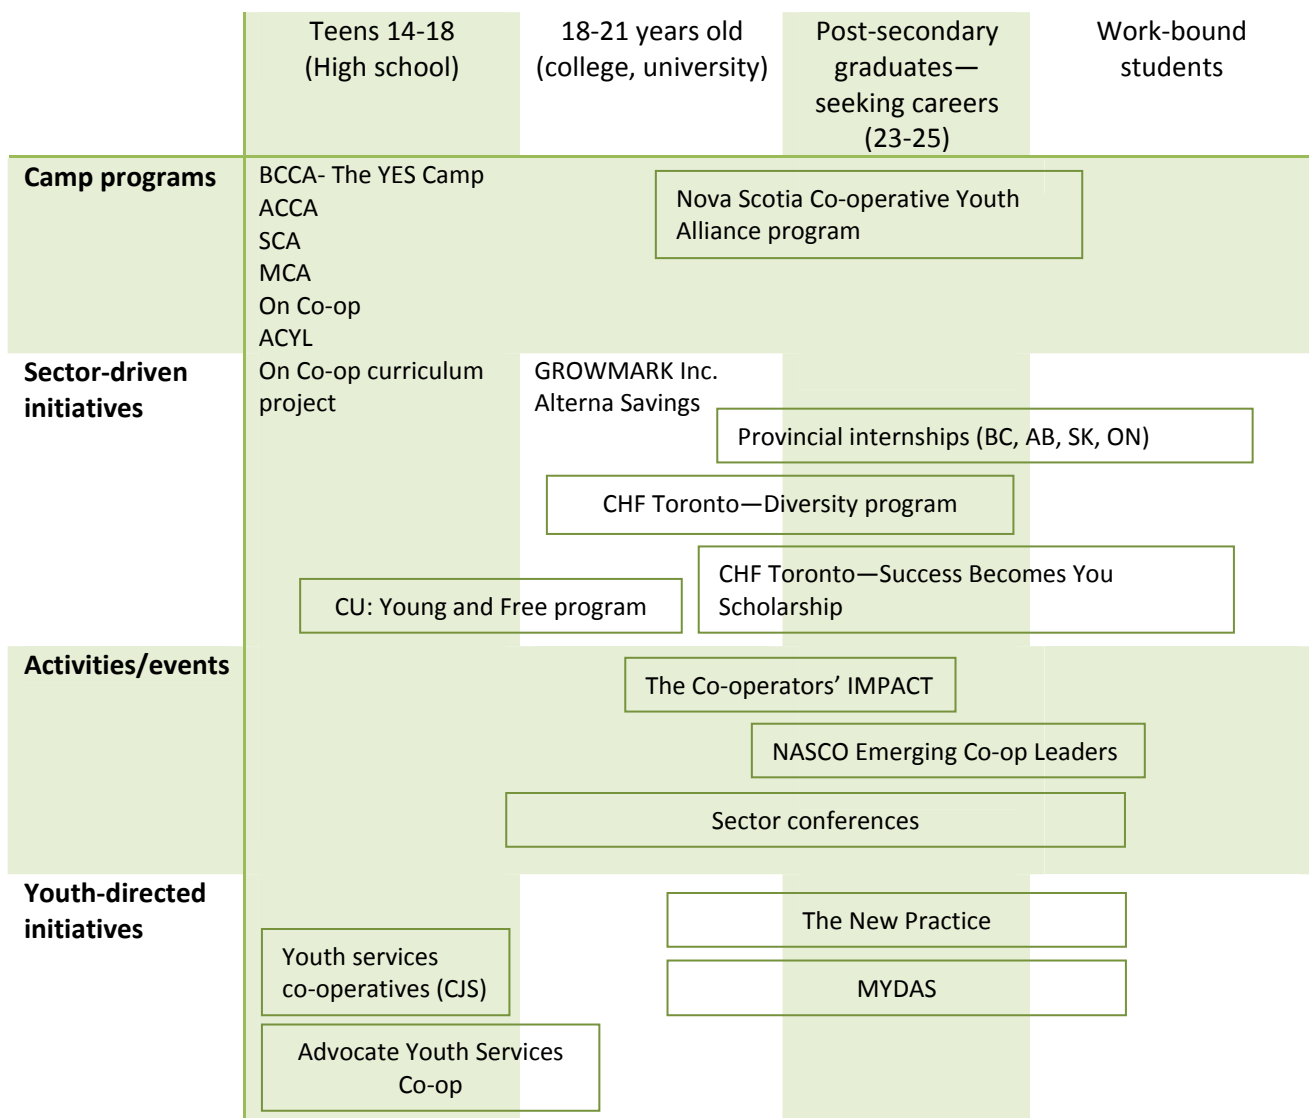 Teens 14-18
(High school)
18-21 years old
(college, university)
Post-secondary
graduates—
seeking careers
(23-25)
Work-bound
students
Camp programs
BCCA- The YES Camp
ACCA
SCA
MCA
On Co-op
ACYL
Nova Scotia Co-operative Youth
Alliance program
Sector-driven
initiatives
On Co-op curriculum
project
GROWMARK Inc.
Alterna Savings
Provincial internships (BC, AB, SK, ON)
CHF Toronto—Diversity program
CU: Young and Free program
CHF Toronto—Success Becomes You
Scholarship
Activities/events
The Co-operators’ IMPACT
NASCO Emerging Co-op Leaders
Sector conferences
Youth-directed
initiatives
Youth services
co-operatives (CJS)
Advocate Youth Services
Co-op
The New Practice
MYDAS